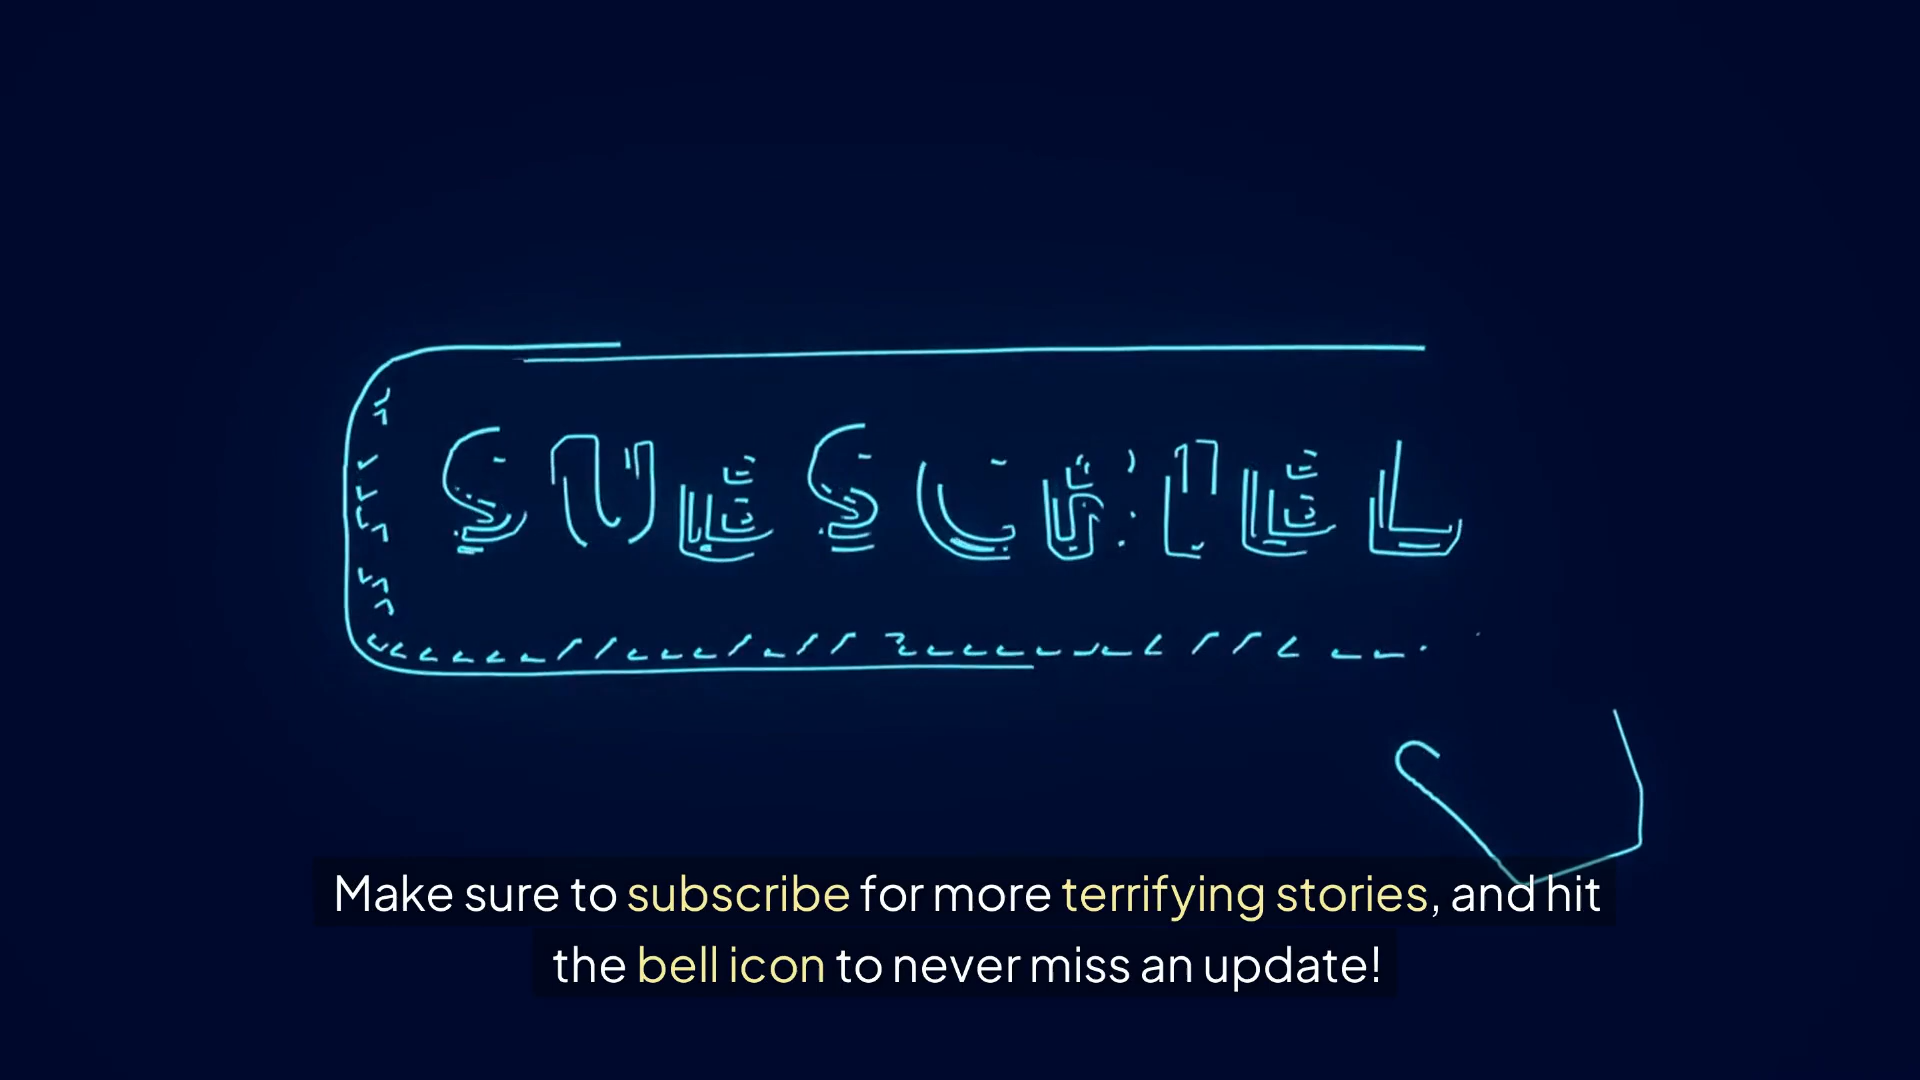 Make sure to subscribe for more terrifying stories, and hit
the bell icon to never miss an update!